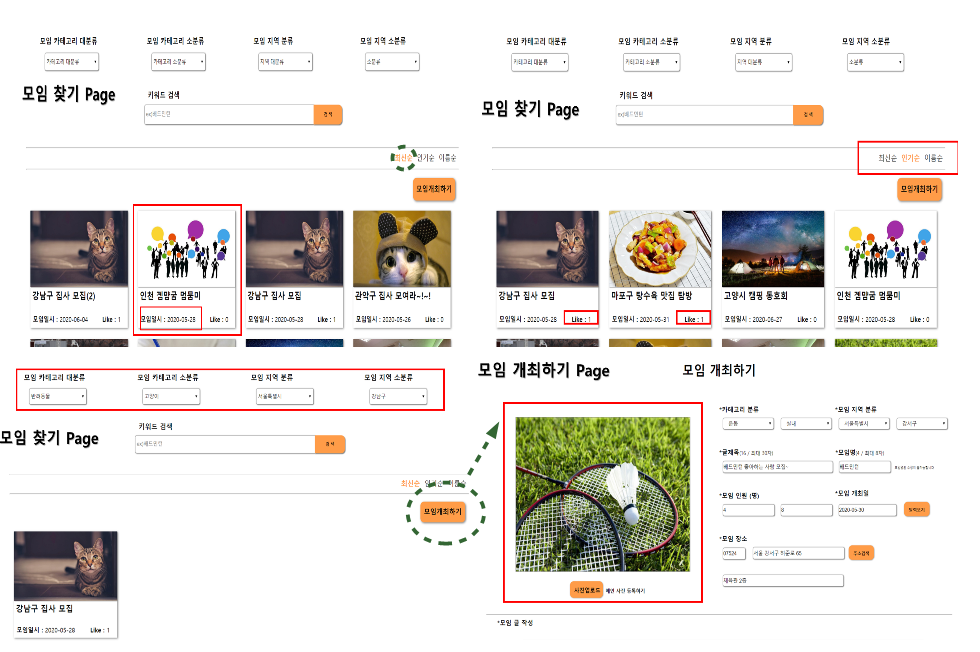 모임 카테고리 대분류 모임 카테고리 소분류 모임 지역 분류 모임 지역 소분류
카테고리 대분류 카테고리 소분류 지역 대분류 소분류
모임 찾기 Page
키워드 검색
ex)배드민턴 검색
최신순 인기순 이름순
모임개최하기
강남구 집사 모집(2) 인천 겜망굼 멈뭄미 강남구 집사 모집 관악구 집사 모여라~!~!
모임일시 : 2020-06-04 Like : 1 모임일시 : 2020-05-28 Like : 0 모임일시 : 2020-05-28 Like : 1 모임일시 : 2020-05-26 Like : 0
모임 카테고리 대분류 모임 카테고리 소분류 모임 지역 분류 모임 지역 소분류
카테고리 대분류 카테고리 소분류 지역 대분류 소분류
모임 찾기 Page
키워드 검색
ex)배드민턴 검색
최신순 인기순 이름순
모임개최하기
강남구 집사 모집 마포구 탕수육 맛집 탐방 고양시 캠핑 동호회 인천 겜망굼 멈뭄미
모임일시 : 2020-05-28 Like : 1 모임일시 : 2020-05-31 Like : 1 모임일시 : 2020-06-27 Like : 0 모임일시 : 2020-05-28 Like : 0
모임 카테고리 대분류 모임 카테고리 소분류 모임 지역 분류 모임 지역 소분류
반려동물 고양이 서울특별시 강남구
모임 찾기 Page
키워드 검색
검색
최신순 인기순 이름순
모임개최하기
강남구 집사 모집
모임일시 : 2020-05-28 Like : 1
모임 개최하기 Page
모임 개최하기
*카테고리 분류 *모임 지역 분류
운동 실내 서울특별시 강서구
*글제목(16 / 최대 20자) *모임명(4 / 최대 8자)
배드민턴 좋아하는 사람 모집~ 배드민턴
*모임 인원 (명) *모임 개최일
4 8 2020-05-30 날짜보기
*모임 장소
07524 서울 강서구 허준로 65 주소검색
체육관 2층
사진업로드 메인 사진 등록하기
*모임 글 작성